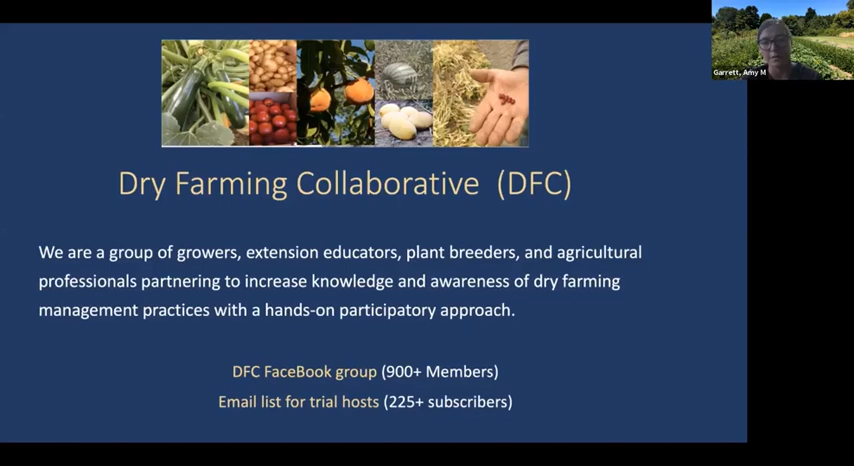 Garrett, Amy M
Dry Farming Collaborative (DFC)
We are a group of growers, extension educators, plant breeders, and agricultural
professionals partnering to increase knowledge and awareness of dry farming
management practices with a hands-on participatory approach.
DFC FaceBook group (900+ Members)
Email list for trial hosts (225+ subscribers)